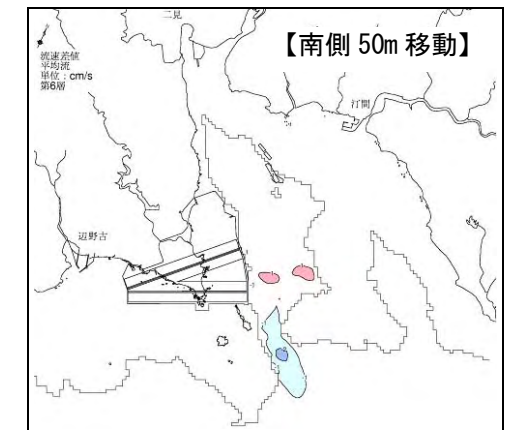 二見
【南側 50m 移動】
流速差値
平均流
単位：cm/s
第6層
汀間
辺野古